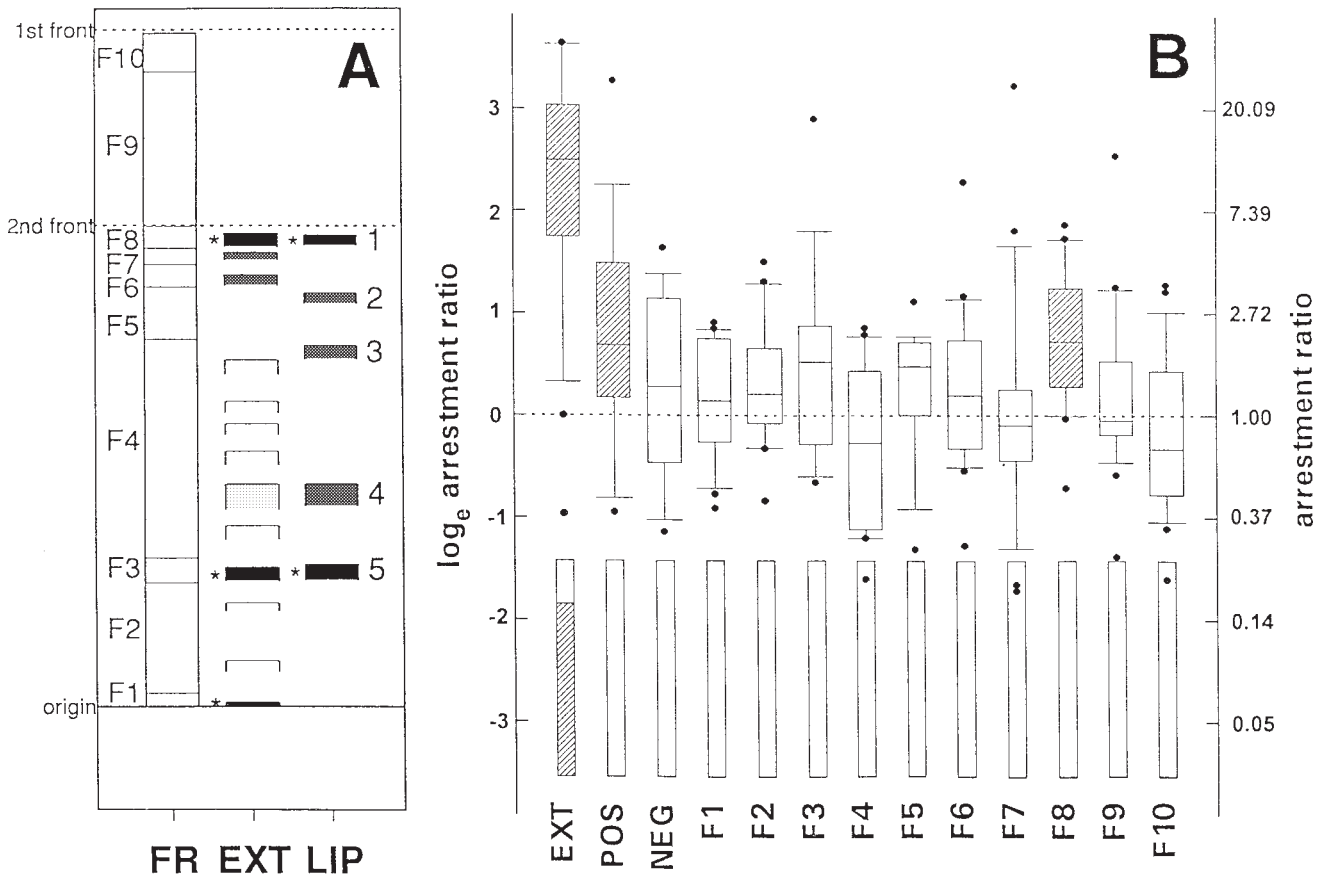 1st front
F10
A
F9
2nd front
F8
* * 1
F7
F6
2
F5
3
F4
4
F3
* * 5
F2
F1
*
origin
FR EXT LIP
B
log e arrestment ratio
3
2
1
0
-1
-2
-3
20.09
7.39
2.72
1.00
0.37
0.14
0.05
arrestment ratio
EXT
POS
NEG
F1
F2
F3
F4
F5
F6
F7
F8
F9
F10